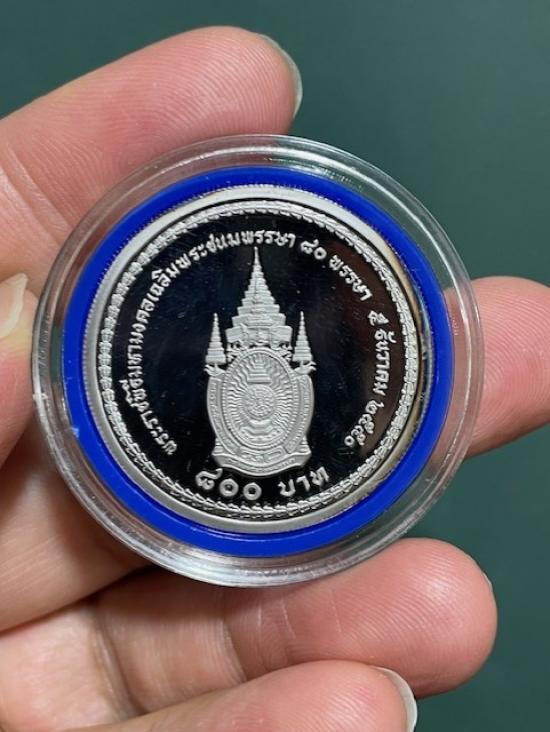 พระราชพิธีมหามงคลเฉลิมพระชนมพรรษา ๘๐ พรรษา ๕ ธันวาคม ๒๕๕๐
๘๐๐ บาท